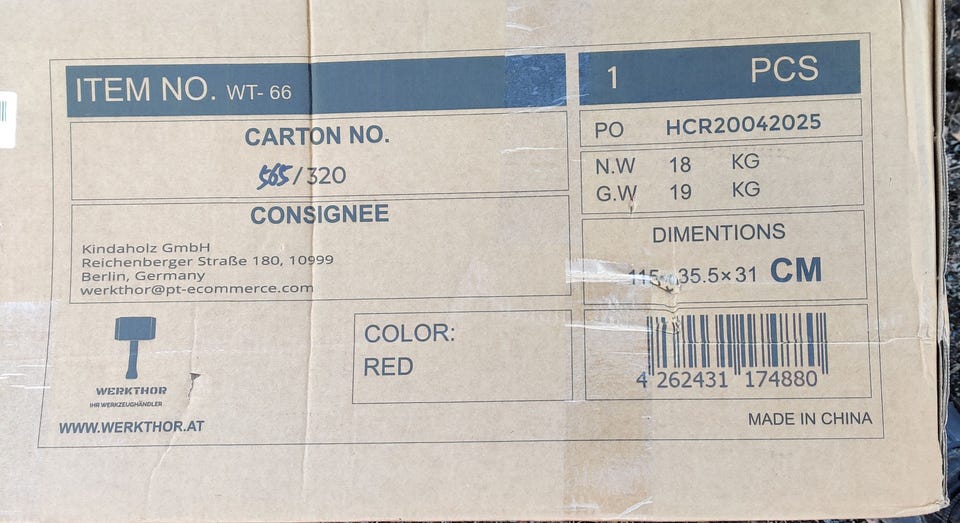 ITEM NO. WT- 66
1 PCS
CARTON NO.
565/320
PO HCR20042025
N.W 18 KG
G.W 19 KG
CONSIGNEE
Kindaholz GmbH
Reichenberger Straße 180, 10999
Berlin, Germany
werkthor@pt-ecommerce.com
DIMENTIONS
115 35.5×31 CM
WERKTHOR
IHR WERKZEUGHÄNDLER
WWW.WERKTHOR.AT
COLOR:
RED
4 262431 174880
MADE IN CHINA